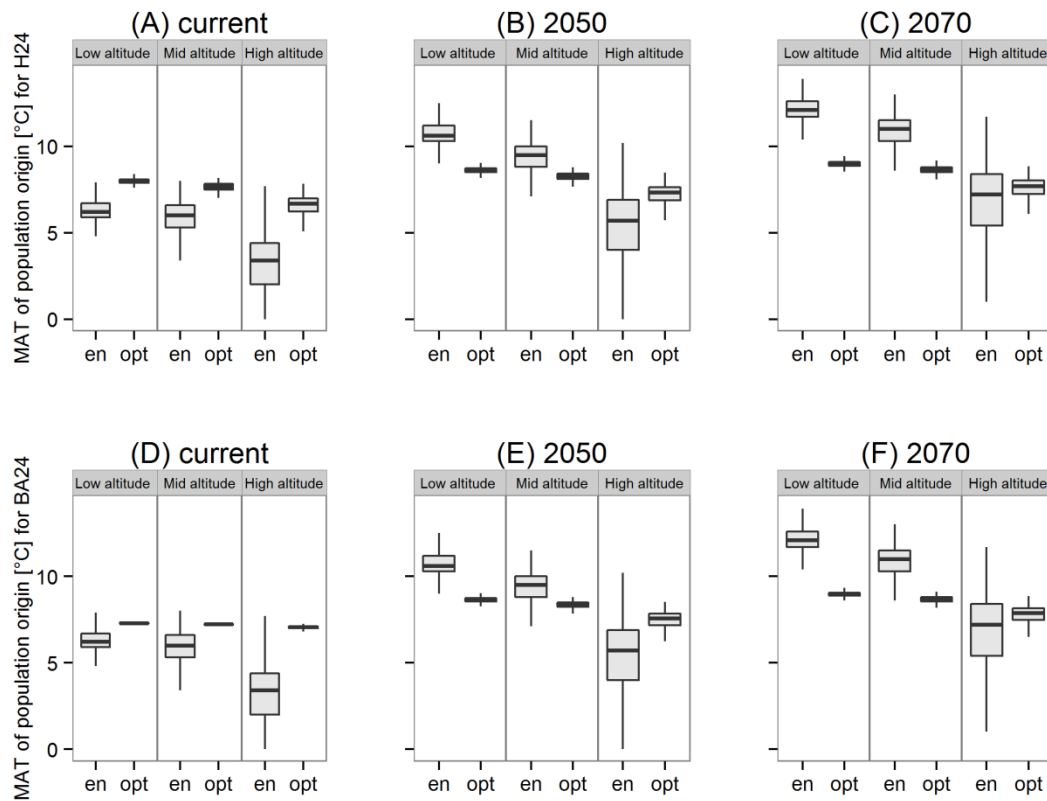 (A) current
(B) 2050
(C) 2070
Low altitude Mid altitude High altitude
Low altitude Mid altitude High altitude
Low altitude Mid altitude High altitude
MAT of population origin [°C] for H24
10
5
0
en opt en opt en opt
en opt en opt en opt
en opt en opt en opt
(D) current
(E) 2050
(F) 2070
Low altitude Mid altitude High altitude
Low altitude Mid altitude High altitude
Low altitude Mid altitude High altitude
MAT of population origin [°C] for BA24
10
5
0
en opt en opt en opt
en opt en opt en opt
en opt en opt en opt